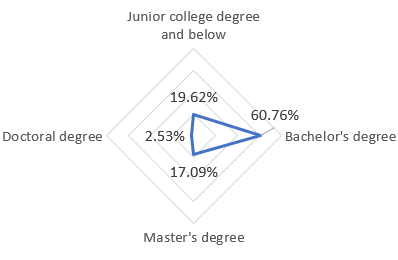 Junior college degree
and below
19.62%
60.76%
Doctoral degree
2.53%
Bachelor's degree
17.09%
Master's degree